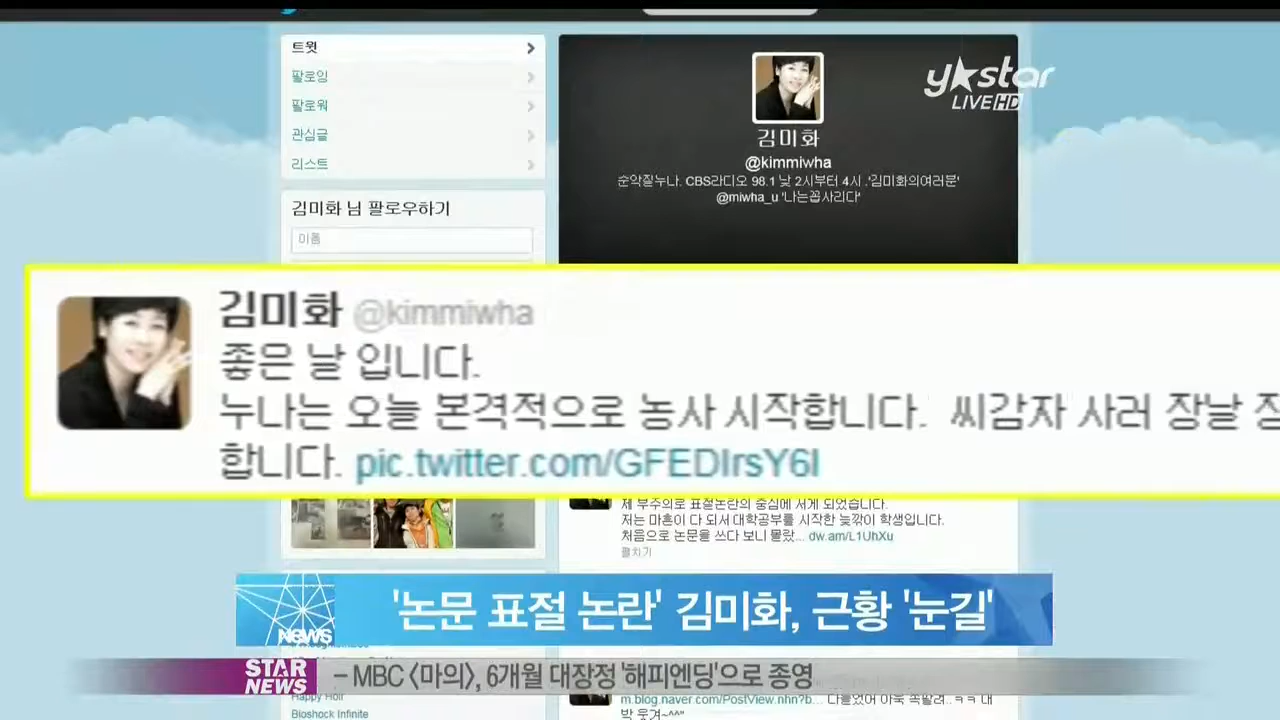 트윗
팔로잉
팔로워
관심글
리스트
김미화 님 팔로우하기
이름
y★star
LIVE HD
김미화
@kimmiwha
순악질누나. CBS라디오 98.1 낮 2시부터 4시 .'김미화의여러분'
@miwha_u '나는꼽사리다'
김미화 @kimmiwha
좋은 날 입니다.
누나는 오늘 본격적으로 농사 시작합니다. 씨감자 사러 장날 장
합니다. pic.twitter.com/GFEDIrsY6I
제 부주의로 표절논란의 중심에 서게 되었습니다.
저는 마흔이 다 되서 대학공부를 시작한 늦깎이 학생입니다.
처음으로 논문을 쓰다 보니 몰랐... dw.am/L1UhXu
펼치기
NEWS
'논문 표절 논란' 김미화, 근황 '눈길'
STAR NEWS
- MBC <마의>, 6개월 대장정 '해피엔딩'으로 종영
Bioshock Infinite
m.blog.naver.com/PostView.nhn?b...
박 웃겨~^^"